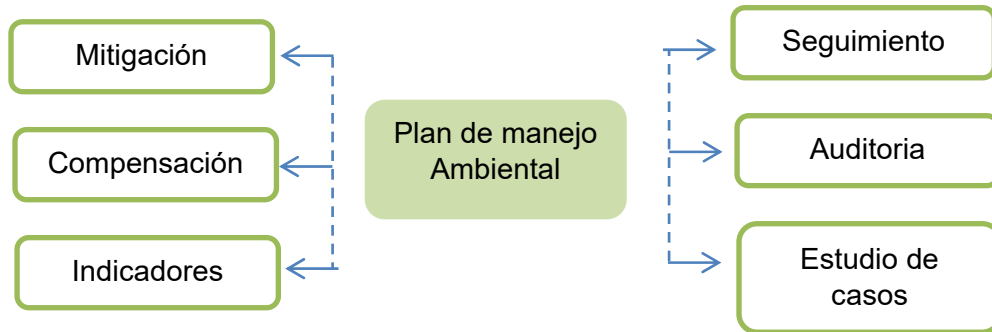 Mitigación
Compensación
Indicadores
Plan de manejo
Ambiental
Seguimiento
Auditoria
Estudio de
casos